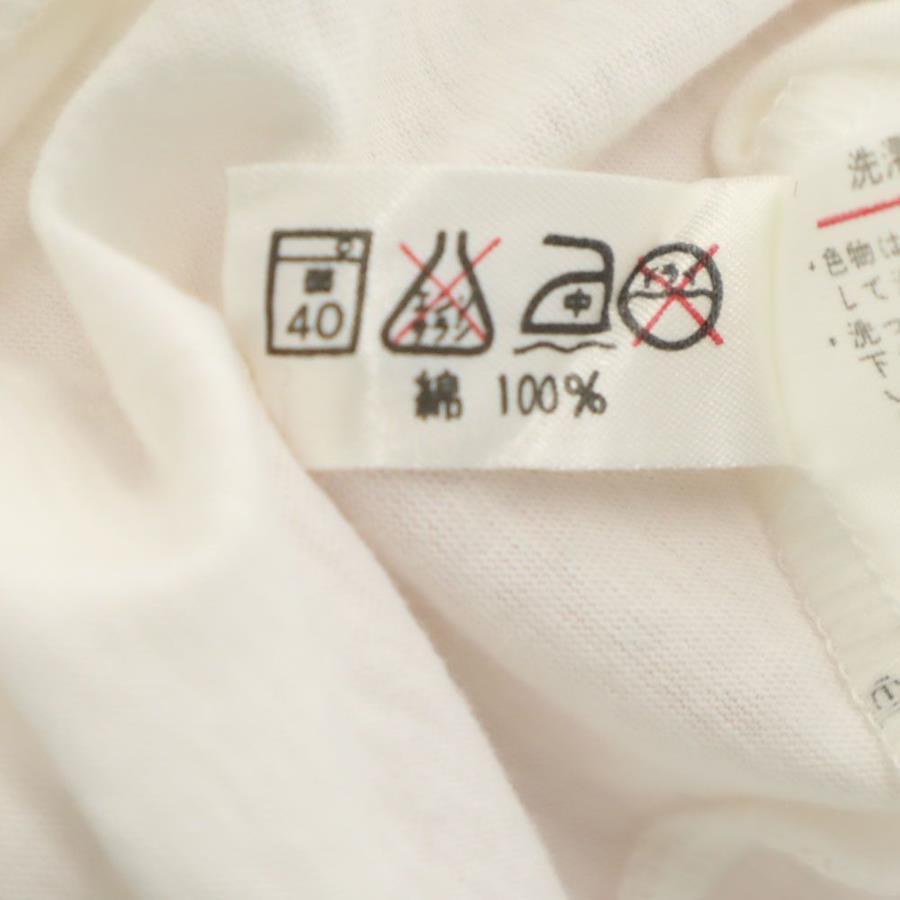 40
エンソ
サラシ
中
ドライ
綿 100%
洗濯
・色物は
して
・洗っ
下